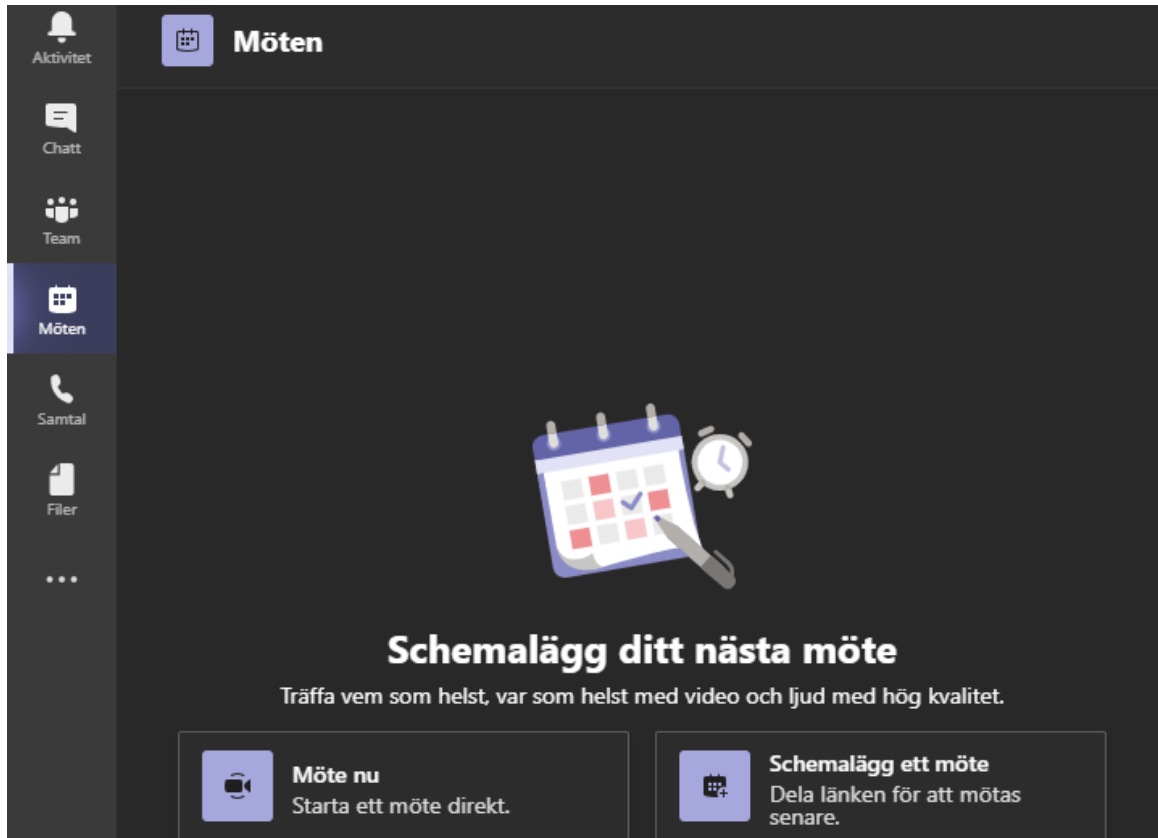 Aktivitet
Chatt
Team
Möten
Samtal
Filer
Möten
Schemalägg ditt nästa möte
Träffa vem som helst, var som helst med video och ljud med hög kvalitet.
Möte nu
Starta ett möte direkt.
Schemalägg ett möte
Dela länken för att mötas
senare.